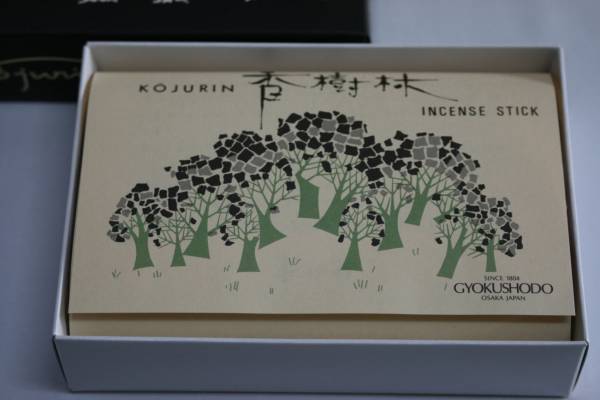 KŌJURIN 香樹林
INCENSE STICK
SINCE 1804
GYOKUSHODO
OSAKA JAPAN